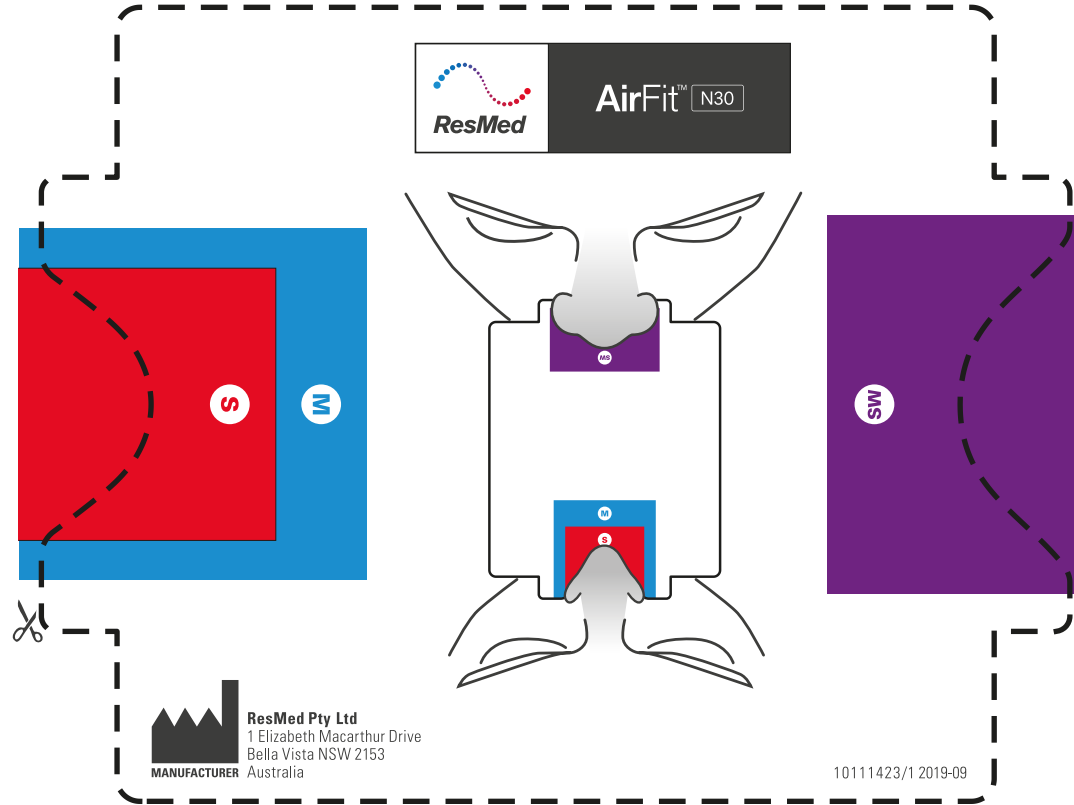 ResMed
AirFit™ N30
SW
S
M
SW
M
S
ResMed Pty Ltd
1 Elizabeth Macarthur Drive
Bella Vista NSW 2153
MANUFACTURER Australia
10111423/1 2019-09